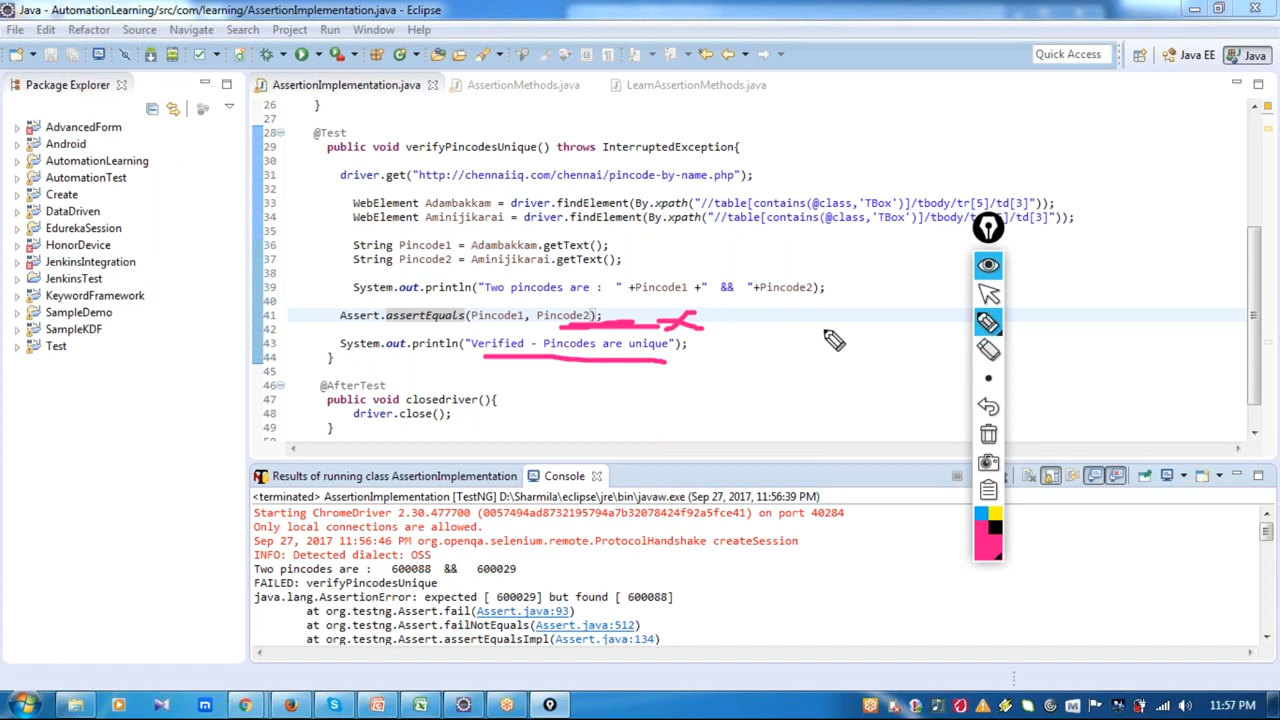 Java - AutomationLearning/src/com/learning/AssertionImplementation.java - Eclipse
File Edit Refactor Source Navigate Search Project Run Window Help
Quick Access Java EE Java
Package Explorer
AdvancedForm
Android
AutomationLearning
AutomationTest
Create
DataDriven
EdurekaSession
HonorDevice
JenkinsIntegration
JenkinsTest
KeywordFramework
SampleDemo
SampleKDF
Test
AssertionImplementation.java AssertionMethods.java LearnAssertionMethods.java
26 }
27
28 @Test
29 public void verifyPincodesUnique() throws InterruptedException{
30
31 driver.get("http://chennaiiq.com/chennai/pincode-by-name.php");
32
33 WebElement Adambakkam = driver.findElement(By.xpath("//table[contains(@class,'TBox')]/tbody/tr[5]/td[3]"));
34 WebElement Aminijikarai = driver.findElement(By.xpath("//table[contains(@class,'TBox')]/tbody/ /td[3]"));
35
36 String Pincode1 = Adambakkam.getText();
37 String Pincode2 = Aminijikarai.getText();
38
39 System.out.println("Two pincodes are : " +Pincode1 +" && "+Pincode2);
40
41 Assert.assertEquals(Pincode1, Pincode2);
42
43 System.out.println("Verified - Pincodes are unique");
44 }
45
46 @AfterTest
47 public void closedriver(){
48 driver.close();
49 }
Results of running class AssertionImplementation Console
<terminated> AssertionImplementation [TestNG] D:\Sharmila\eclipse\jre\bin\javaw.exe (Sep 27, 2017, 11:56:39 PM)
Starting ChromeDriver 2.30.477700 (0057494ad8732195794a7b32078424f92a5fce41) on port 40284
Only local connections are allowed.
Sep 27, 2017 11:56:46 PM org.openqa.selenium.remote.ProtocolHandshake createSession
INFO: Detected dialect: OSS
Two pincodes are : 600088 && 600029
FAILED: verifyPincodesUnique
java.lang.AssertionError: expected [ 600029] but found [ 600088]
at org.testng.Assert.fail(Assert.java:93)
at org.testng.Assert.failNotEquals(Assert.java:512)
at org.testng.Assert.assertEqualsImpl(Assert.java:134)
11:57 PM